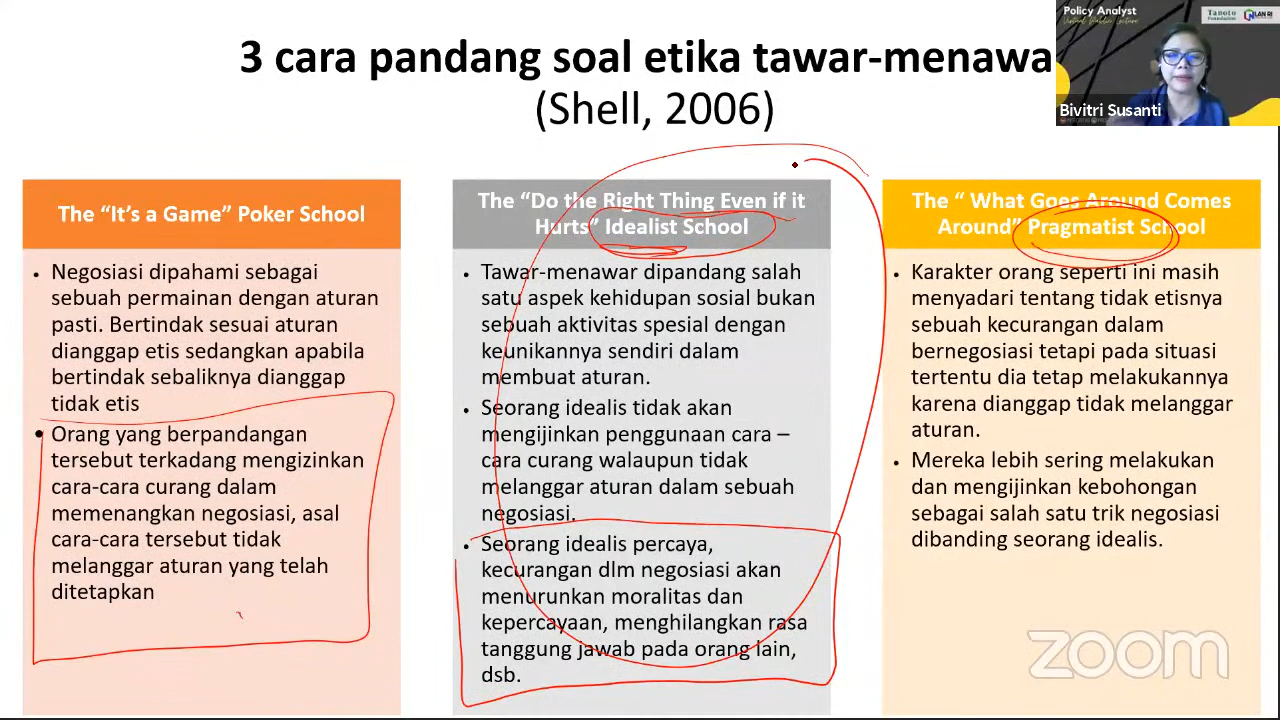 3 cara pandang soal etika tawar-menawa
(Shell, 2006)
Policy Analyst
Virtual Public Lecture
Tanoto
Foundation
LAN RI
Bivitri Susanti
The “It’s a Game” Poker School
• Negosiasi dipahami sebagai
sebuah permainan dengan aturan
pasti. Bertindak sesuai aturan
dianggap etis sedangkan apabila
bertindak sebaliknya dianggap
tidak etis
• Orang yang berpandangan
tersebut terkadang mengizinkan
cara-cara curang dalam
memenangkan negosiasi, asal
cara-cara tersebut tidak
melanggar aturan yang telah
ditetapkan
The “Do the Right Thing Even if it
Hurts” Idealist School
• Tawar-menawar dipandang salah
satu aspek kehidupan sosial bukan
sebuah aktivitas spesial dengan
keunikannya sendiri dalam
membuat aturan.
• Seorang idealis tidak akan
mengijinkan penggunaan cara –
cara curang walaupun tidak
melanggar aturan dalam sebuah
negosiasi.
• Seorang idealis percaya,
kecurangan dlm negosiasi akan
menurunkan moralitas dan
kepercayaan, menghilangkan rasa
tanggung jawab pada orang lain,
dsb.
The “ What Goes Around Comes
Around” Pragmatist School
• Karakter orang seperti ini masih
menyadari tentang tidak etisnya
sebuah kecurangan dalam
bernegosiasi tetapi pada situasi
tertentu dia tetap melakukannya
karena dianggap tidak melanggar
aturan.
• Mereka lebih sering melakukan
dan mengijinkan kebohongan
sebagai salah satu trik negosiasi
dibanding seorang idealis.
zoom